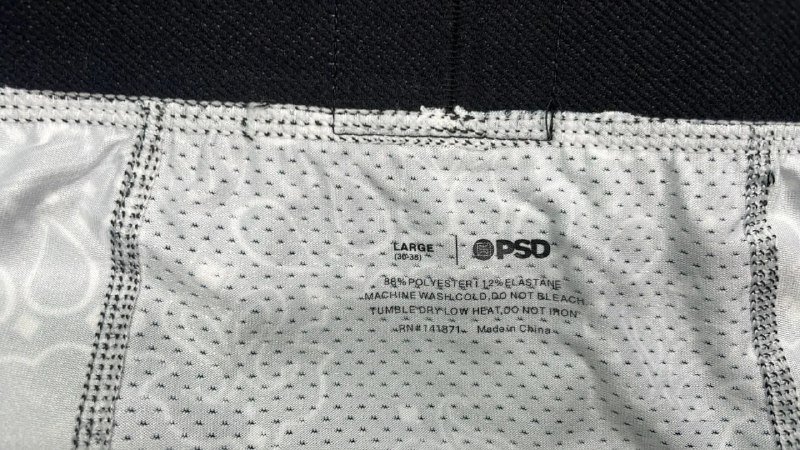 LARGE
(36-38)
PSD
88% POLYESTER | 12% ELASTANE
MACHINE WASH COLD, DO NOT BLEACH
TUMBLE DRY LOW HEAT, DO NOT IRON
RN# 141871 Made in China